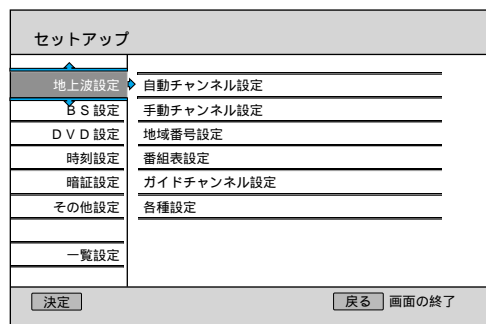 セットアップ
地上波設定
自動チャンネル設定
BS設定
手動チャンネル設定
DVD設定
地域番号設定
時刻設定
番組表設定
暗証設定
ガイドチャンネル設定
その他設定
各種設定
一覧設定
決定
戻る 画面の終了